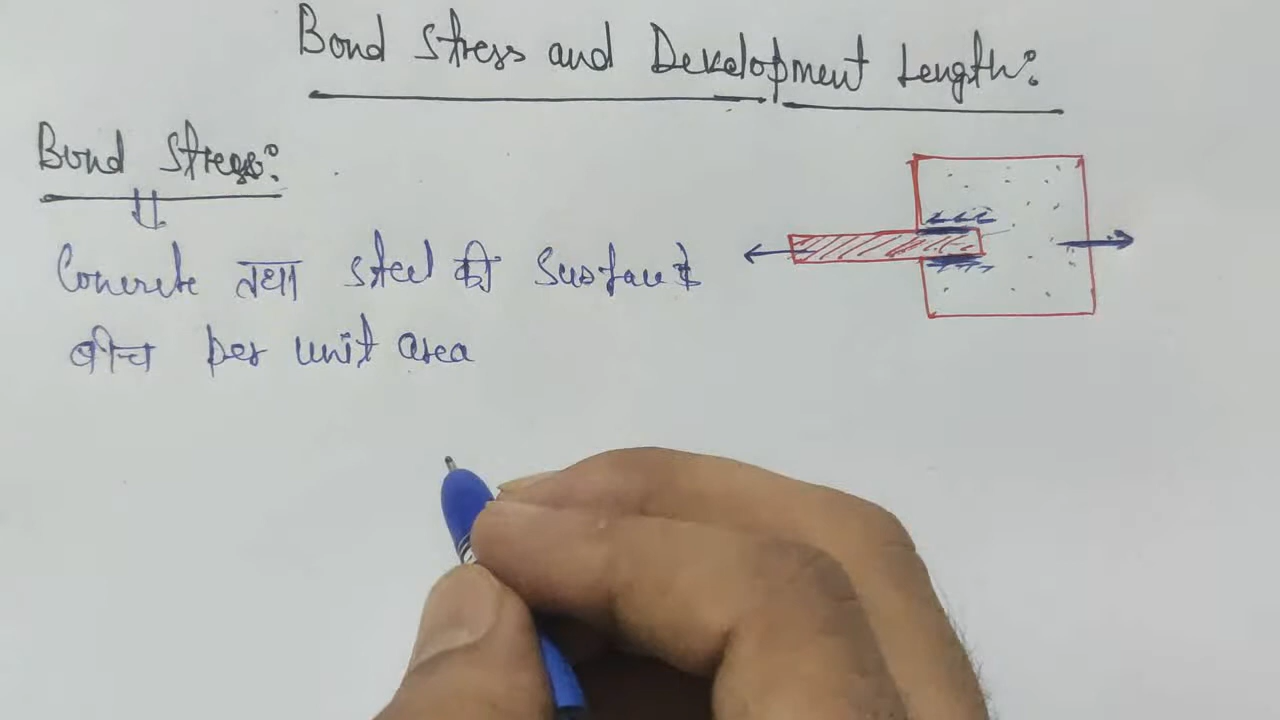 Bond Stress and Development Length:
Bond Stress:
Concrete तथा steel की Surface के
बीच per unit area